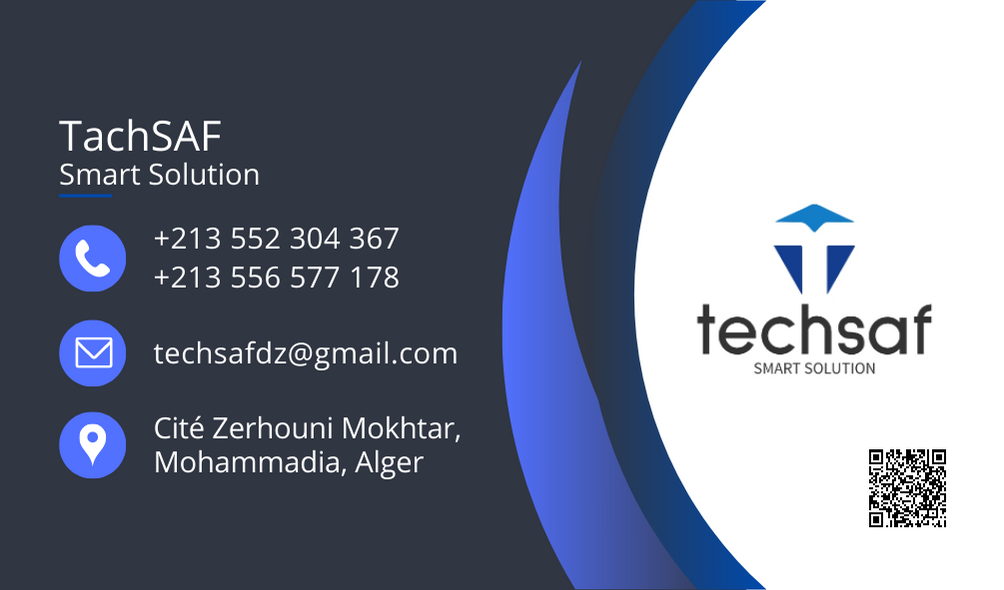 TachSAF
Smart Solution
+213 552 304 367
+213 556 577 178
techsafdz@gmail.com
Cité Zerhouni Mokhtar,
Mohammadia, Alger
techsaf
SMART SOLUTION